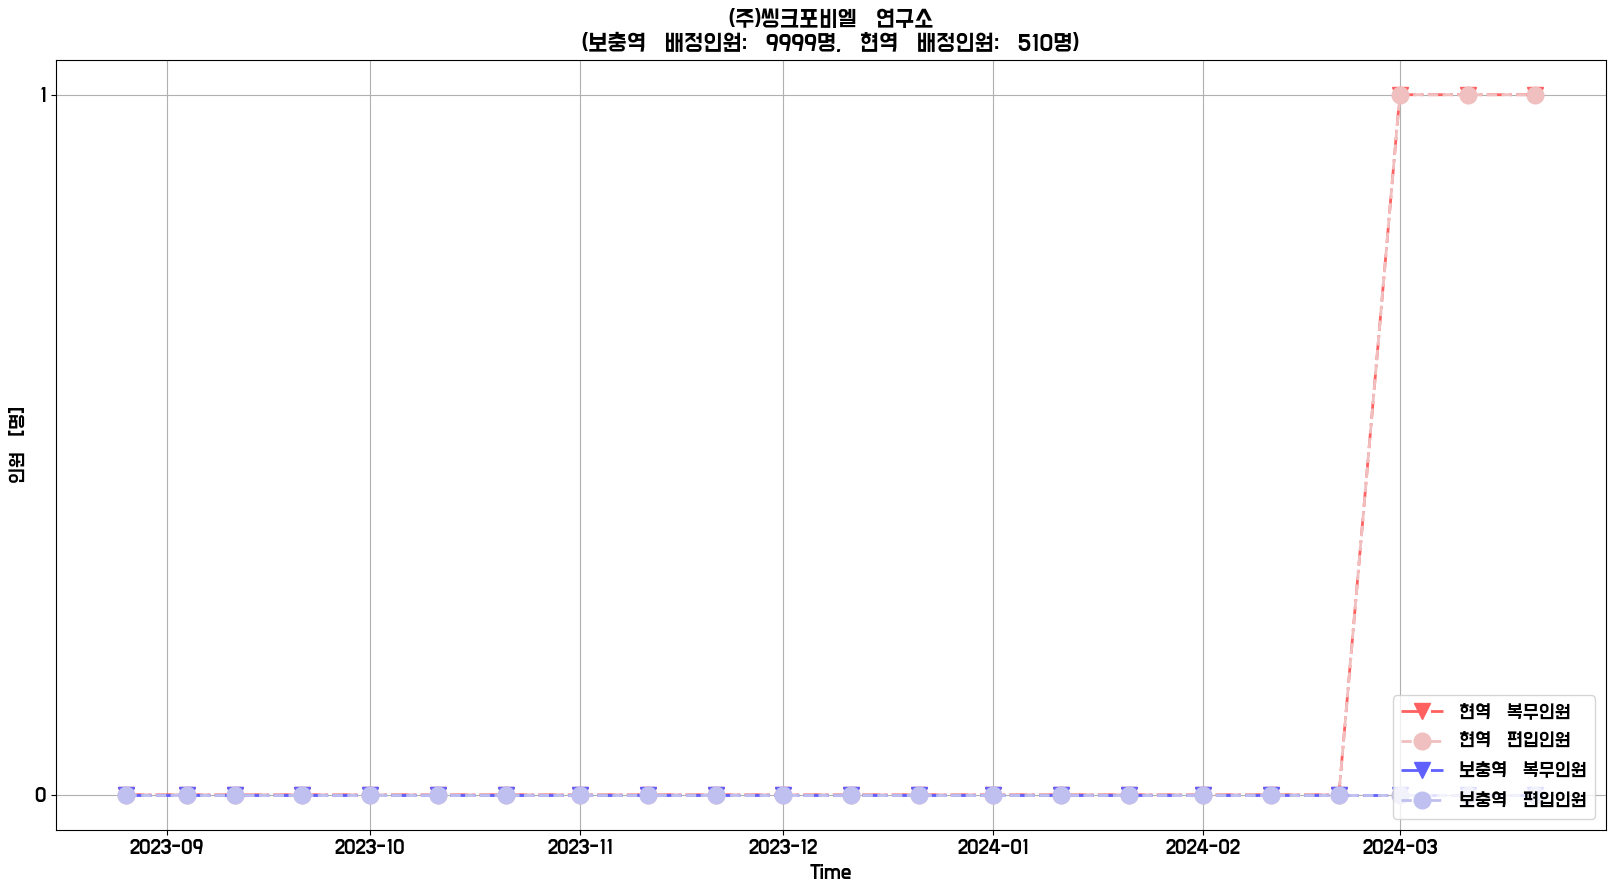 (주)씽크포비엘 연구소
(보충역 배정인원: 9999명, 현역 배정인원: 510명)
인원 [명]
1
0
2023-09
2023-10
2023-11
2023-12
2024-01
2024-02
2024-03
Time
현역 복무인원
현역 편입인원
보충역 복무인원
보충역 편입인원